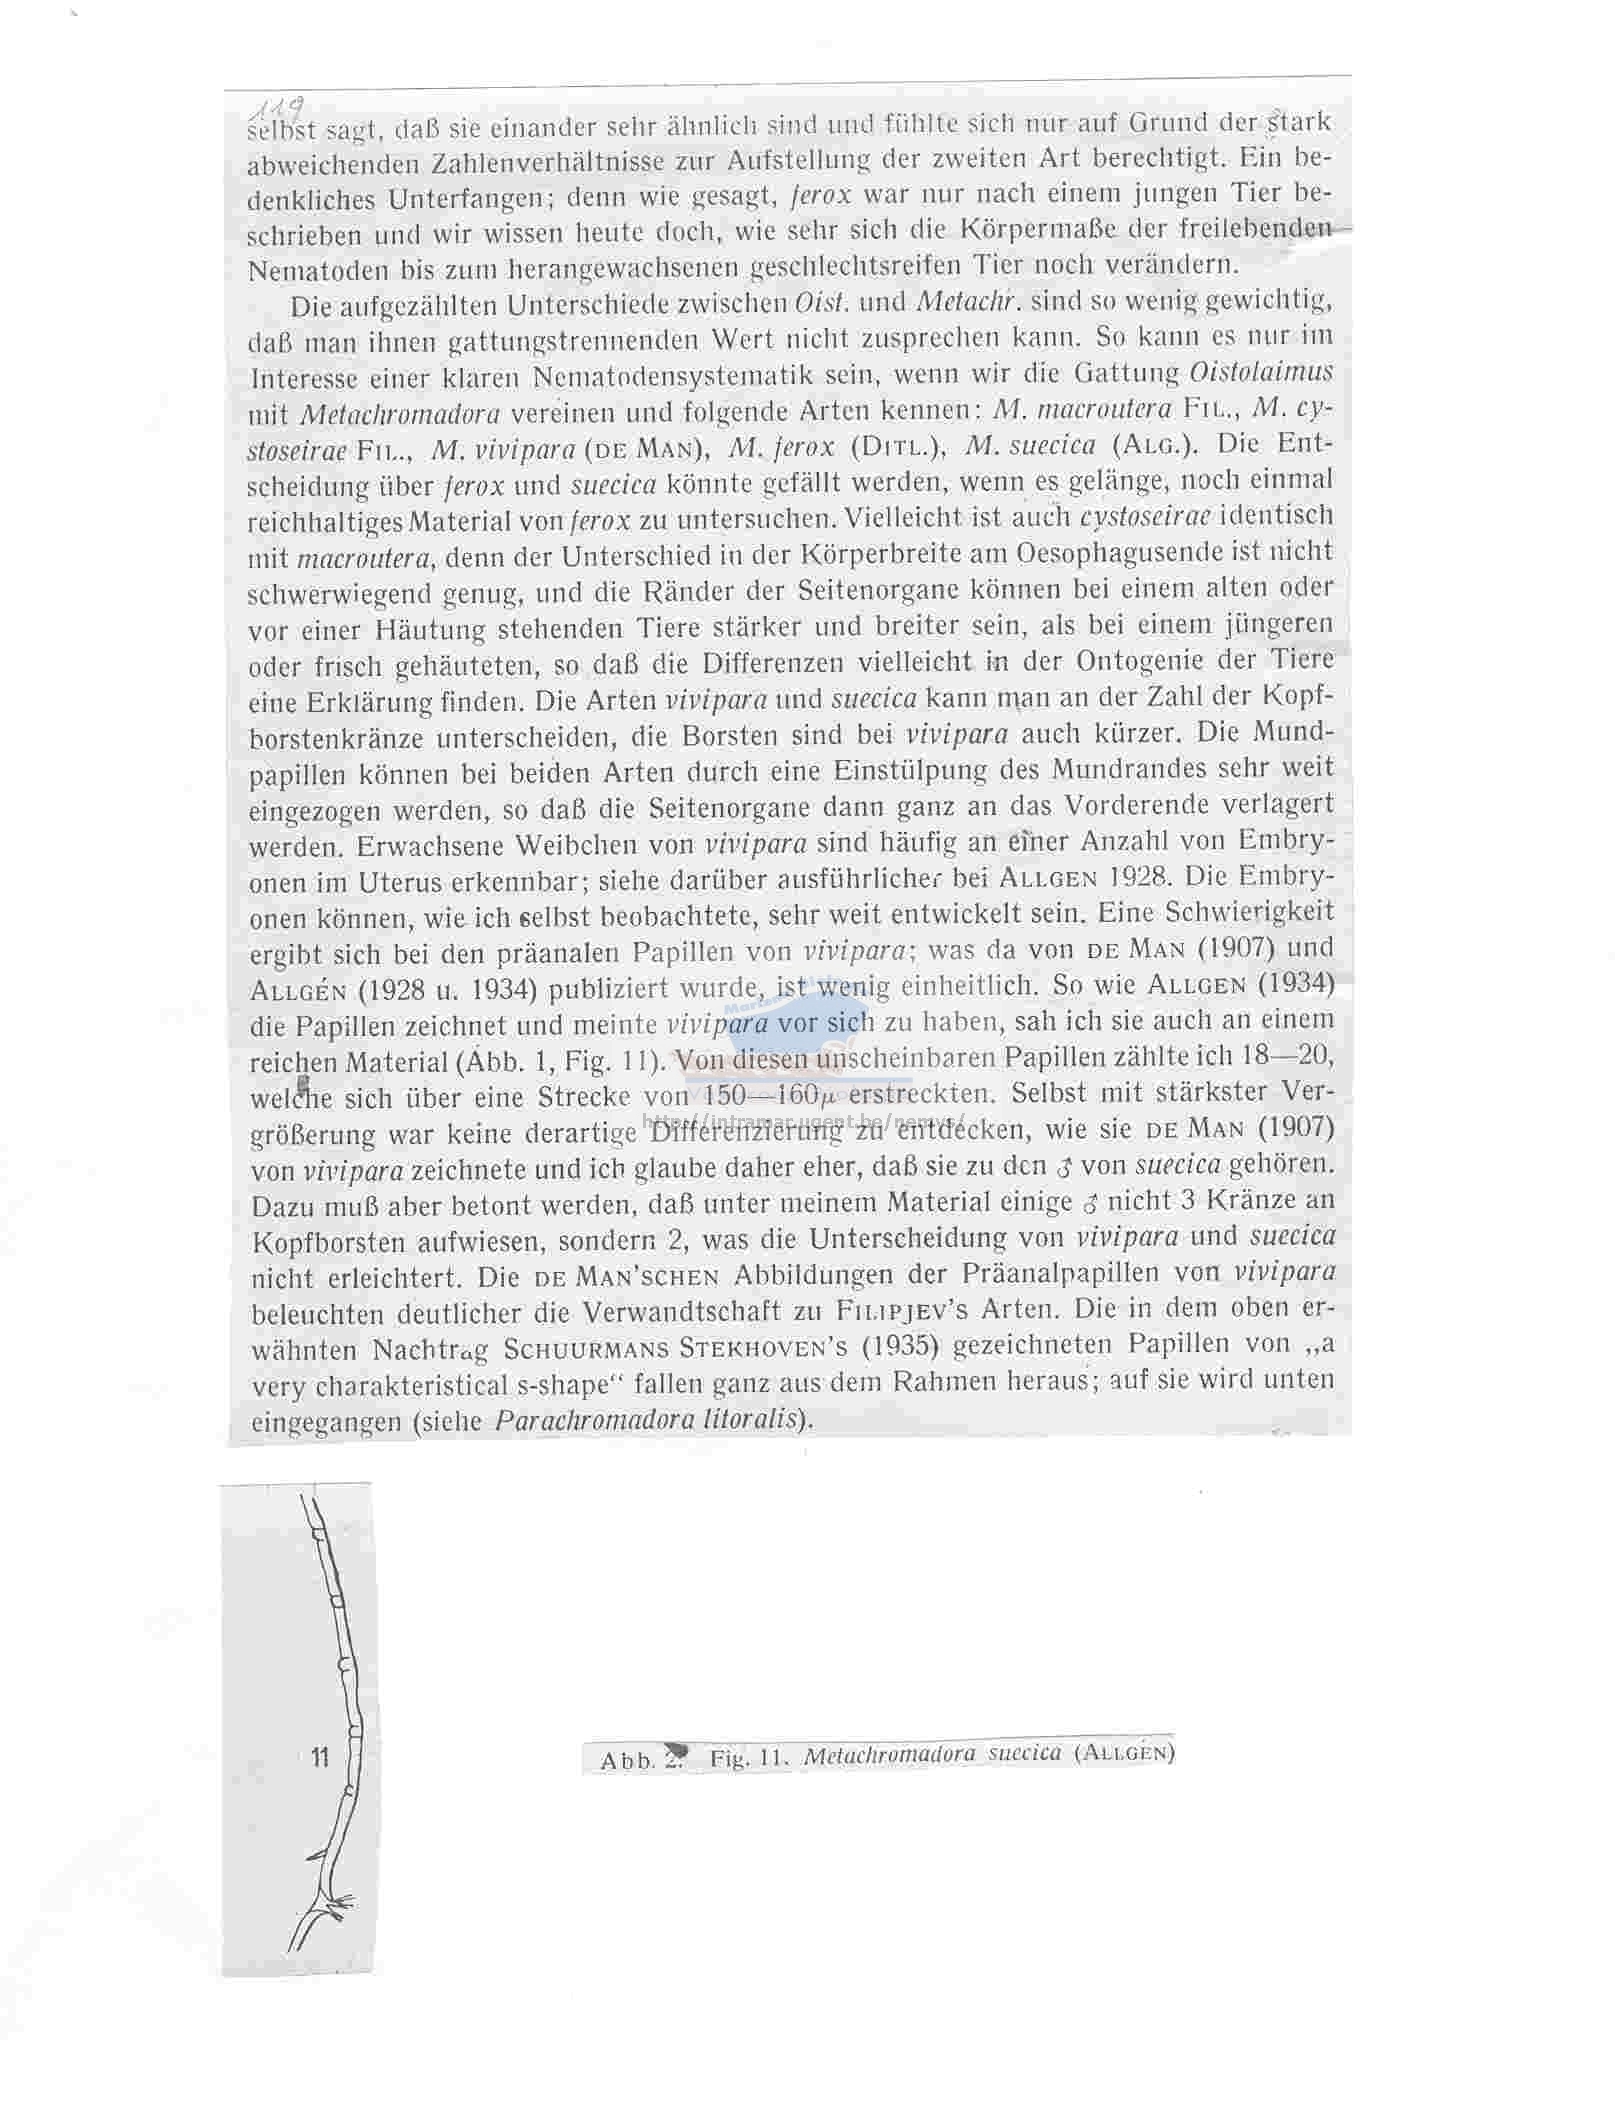 119
selbst sagt, daß sie einander sehr ähnlich sind und fühlte sich nur auf Grund der stark
abweichenden Zahlenverhältnisse zur Aufstellung der zweiten Art berechtigt. Ein be-
denkliches Unterfangen; denn wie gesagt, ferox war nur nach einem jungen Tier be-
schrieben und wir wissen heute doch, wie sehr sich die Körpermaße der freilebenden
Nematoden bis zum herangewachsenen geschlechtsreifen Tier noch verändern.
Die aufgezählten Unterschiede zwischen Oist. und Metachr. sind so wenig gewichtig,
daß man ihnen gattungstrennenden Wert nicht zusprechen kann. So kann es nur im
Interesse einer klaren Nematodensystematik sein, wenn wir die Gattung Oistolaimus
mit Metachromadora vereinen und folgende Arten kennen: M. macroutera FIL., M. cy-
stoseirae FIL., M. vivipara (DE MAN), M. ferox (DITL.), M. suecica (ALG.). Die Ent-
scheidung über ferox und suecica könnte gefällt werden, wenn es gelänge, noch einmal
reichhaltiges Material von ferox zu untersuchen. Vielleicht ist auch cystoseirae identisch
mit macroutera, denn der Unterschied in der Körperbreite am Oesophagusende ist nicht
schwerwiegend genug, und die Ränder der Seitenorgane können bei einem alten oder
vor einer Häutung stehenden Tiere stärker und breiter sein, als bei einem jüngeren
oder frisch gehäuteten, so daß die Differenzen vielleicht in der Ontogenie der Tiere
eine Erklärung finden. Die Arten vivipara und suecica kann man an der Zahl der Kopf-
borstenkränze unterscheiden, die Borsten sind bei vivipara auch kürzer. Die Mund-
papillen können bei beiden Arten durch eine Einstülpung des Mundrandes sehr weit
eingezogen werden, so daß die Seitenorgane dann ganz an das Vorderende verlagert
werden. Erwachsene Weibchen von vivipara sind häufig an einer Anzahl von Embry-
onen im Uterus erkennbar; siehe darüber ausführlicher bei ALLGEN 1928. Die Embry-
onen können, wie ich selbst beobachtete, sehr weit entwickelt sein. Eine Schwierigkeit
ergibt sich bei den präanalen Papillen von vivipara; was da von DE MAN (1907) und
ALLGÉN (1928 u. 1934) publiziert wurde, ist wenig einheitlich. So wie ALLGEN (1934)
die Papillen zeichnet und meinte vivipara vor sich zu haben, sah ich sie auch an einem
reichen Material (Abb. 1, Fig. 11). Von diesen unscheinbaren Papillen zählte ich 18—20,
welche sich über eine Strecke von 150—160μ erstreckten. Selbst mit stärkster Ver-
http://intramar.ugent.be/nemys/
größerung war keine derartige Differenzierung zu entdecken, wie sie DE MAN (1907)
von vivipara zeichnete und ich glaube daher eher, daß sie zu den ♂ von suecica gehören.
Dazu muß aber betont werden, daß unter meinem Material einige ♂ nicht 3 Kränze an
Kopfborsten aufwiesen, sondern 2, was die Unterscheidung von vivipara und suecica
nicht erleichtert. Die DE MAN'SCHEN Abbildungen der Präanalpapillen von vivipara
beleuchten deutlicher die Verwandtschaft zu FILIPJEV'S Arten. Die in dem oben er-
wähnten Nachtrag SCHUURMANS STEKHOVEN'S (1935) gezeichneten Papillen von „a
very charakteristical s-shape“ fallen ganz aus dem Rahmen heraus; auf sie wird unten
eingegangen (siehe Parachromadora litoralis).
11
Abb. 2. Fig. 11. Metachromadora suecica (ALLGÉN)